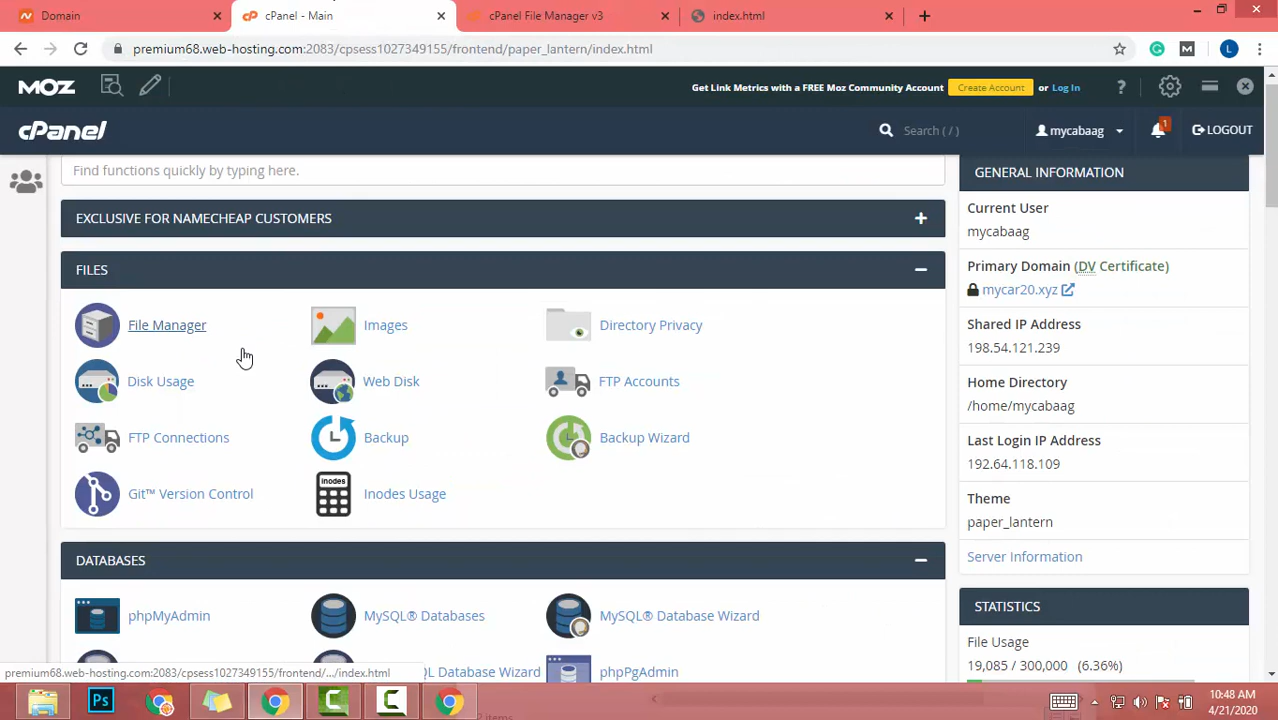 Domain
cPanel - Main
cPanel File Manager v3
index.html
premium68.web-hosting.com:2083/cpsess1027349155/frontend/paper_lantern/index.html
M
L
MOZ
Get Link Metrics with a FREE Moz Community Account
Create Account
or Log In
?
cPanel
Search ( / )
mycabaag
1
LOGOUT
Find functions quickly by typing here.
EXCLUSIVE FOR NAMECHEAP CUSTOMERS
FILES
File Manager
Images
Directory Privacy
Disk Usage
Web Disk
FTP Accounts
FTP Connections
Backup
Backup Wizard
Git™ Version Control
inodes
Inodes Usage
DATABASES
phpMyAdmin
MySQL® Databases
MySQL® Database Wizard
QL Database Wizard
phpPgAdmin
GENERAL INFORMATION
Current User
mycabaag
Primary Domain (DV Certificate)
mycar20.xyz
Shared IP Address
198.54.121.239
Home Directory
/home/mycabaag
Last Login IP Address
192.64.118.109
Theme
paper_lantern
Server Information
STATISTICS
File Usage
19,085 / 300,000 (6.36%)
premium68.web-hosting.com:2083/cpsess1027349155/frontend/.../index.html
Ps
C
C
10:48 AM
4/21/2020